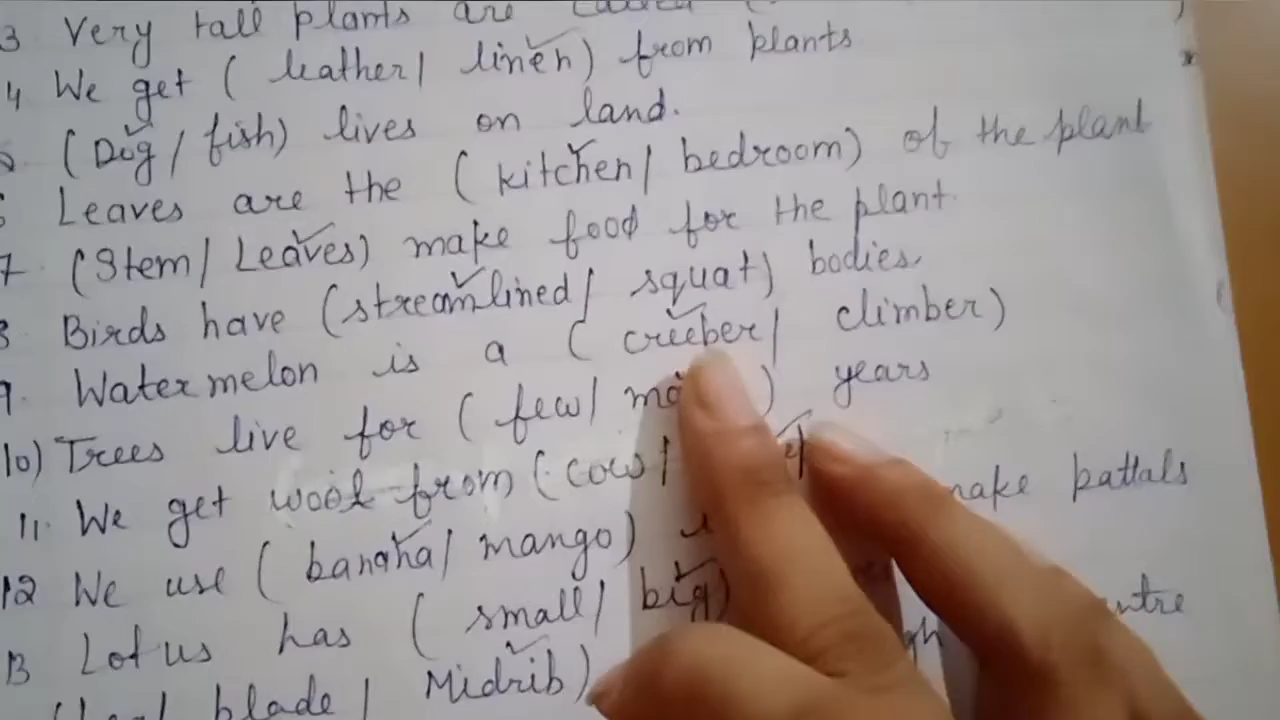 3 Very tall plants are
4 We get ( leather / linen ) from plants
(Dog / fish) lives on land.
Leaves are the ( kitchen / bedroom) of the plant
7 (Stem / Leaves) make food for the plant.
8. Birds have (streamlined / squat) bodies.
9. Watermelon is a ( creeber / climber)
10) Trees live for ( few / ) years
11. We get wool from ( cow /
12 We use ( banana / mango) make pattals
13 Lotus has ( small / big)
blade / Midrib)